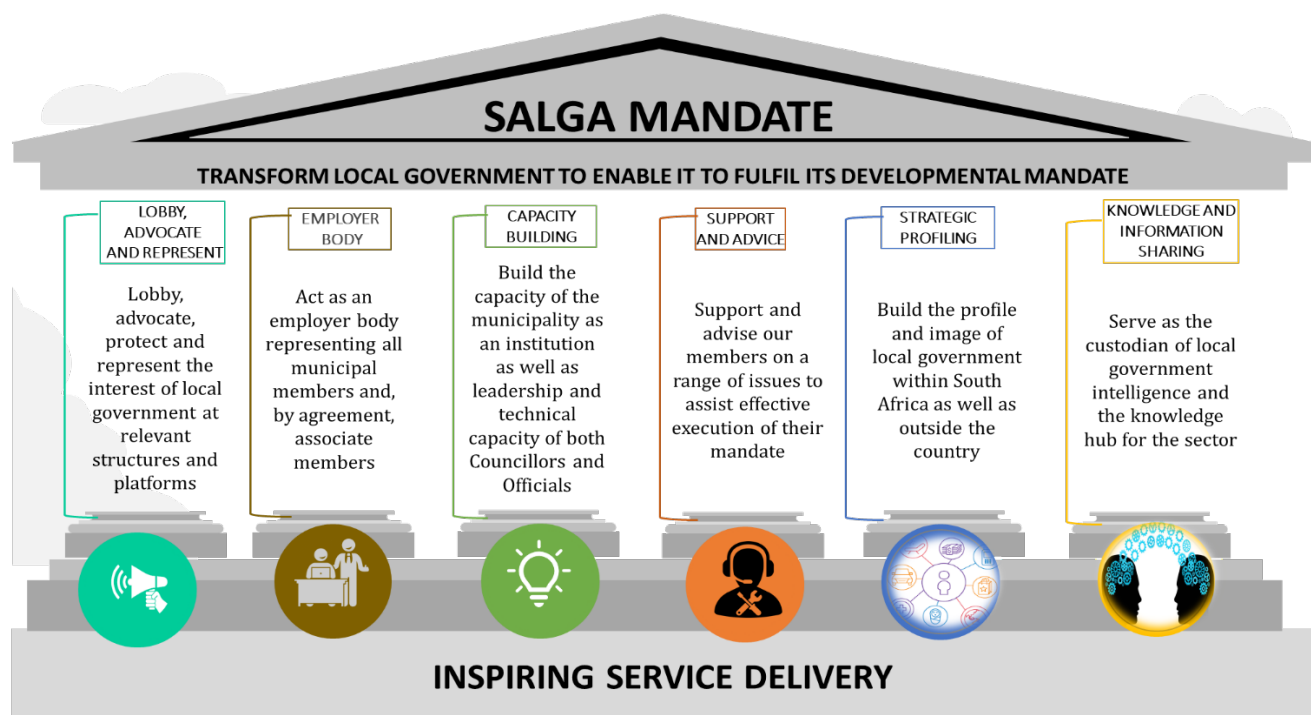 SALGA MANDATE
TRANSFORM LOCAL GOVERNMENT TO ENABLE IT TO FULFIL ITS DEVELOPMENTAL MANDATE
LOBBY,
ADVOCATE
AND REPRESENT
Lobby,
advocate,
protect and
represent the
interest of local
government at
relevant
structures and
platforms
EMPLOYER
BODY
Act as an
employer body
representing all
municipal
members and,
by agreement,
associate
members
CAPACITY
BUILDING
Build the
capacity of the
municipality as
an institution
as well as
leadership and
technical
capacity of both
Councillors and
Officials
SUPPORT
AND ADVICE
Support and
advise our
members on a
range of issues to
assist effective
execution of their
mandate
STRATEGIC
PROFILING
Build the profile
and image of
local government
within South
Africa as well as
outside the
country
KNOWLEDGE AND
INFORMATION
SHARING
Serve as the
custodian of local
government
intelligence and
the knowledge
hub for the sector
INSPIRING SERVICE DELIVERY